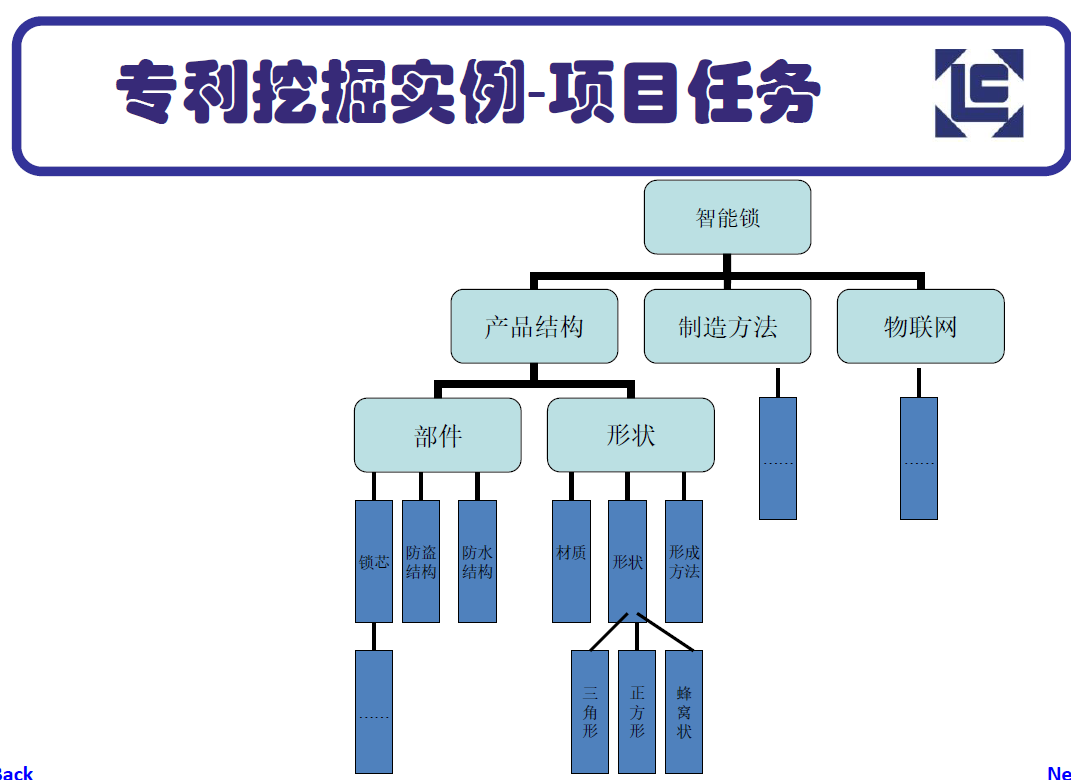 专利挖掘实例-项目任务
LC
智能锁
产品结构
制造方法
物联网
部件
形状
……
……
锁芯
防盗
结构
防水
结构
材质
形状
形成
方法
……
三角形
正方形
蜂窝状
Back
Ne